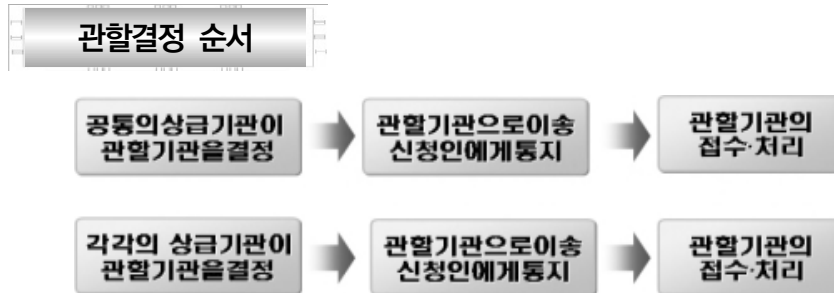 관할결정 순서
공통의상급기관이
관할기관을결정
관할기관으로이송
신청인에게통지
관할기관의
접수·처리
각각의 상급기관이
관할기관을결정
관할기관으로이송
신청인에게통지
관할기관의
접수·처리